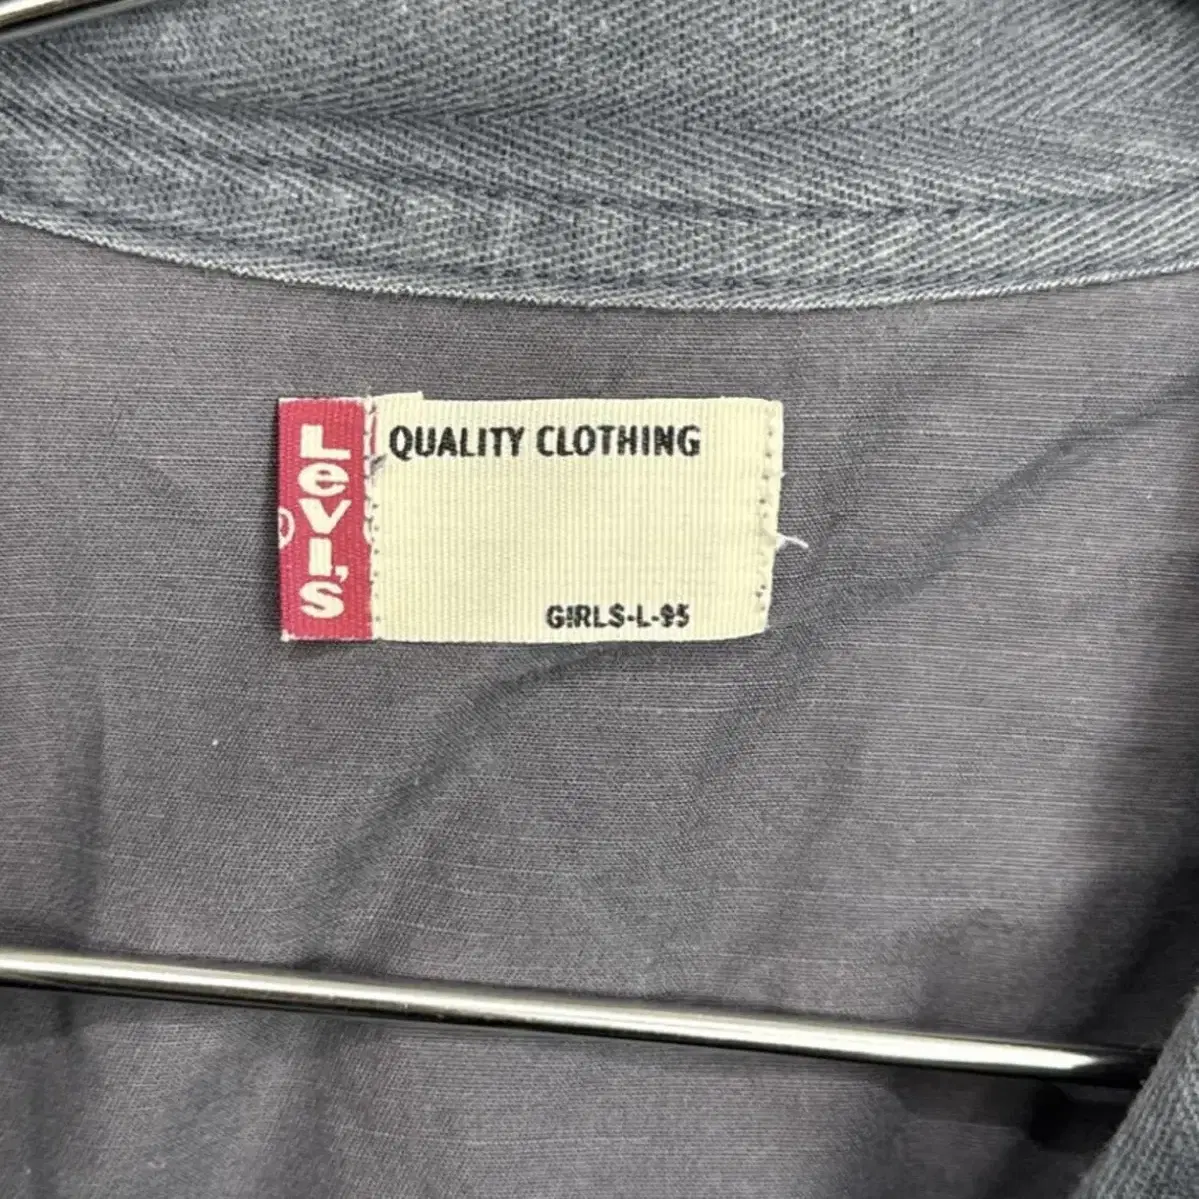 Levi's
®
QUALITY CLOTHING
GIRLS-L-95